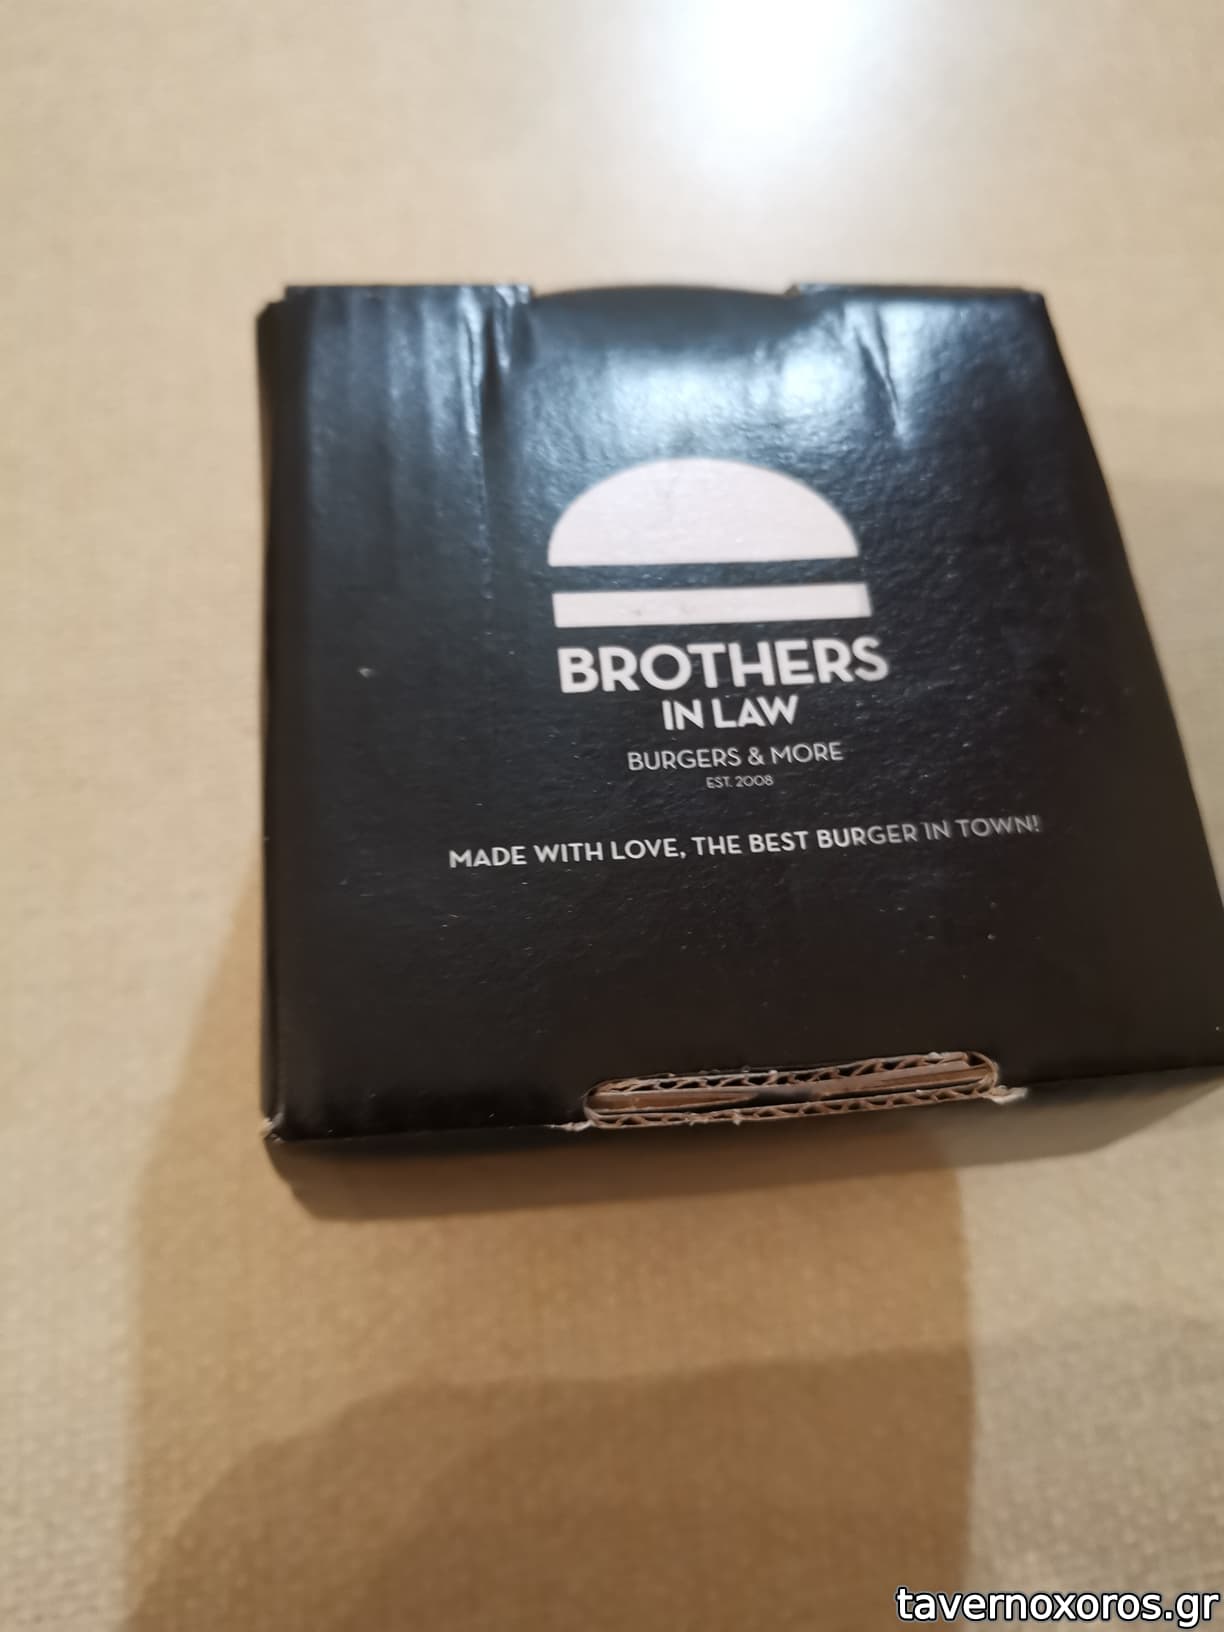 BROTHERS
IN LAW
BURGERS & MORE
EST. 2008
MADE WITH LOVE, THE BEST BURGER IN TOWN!
tavernoxoros.gr